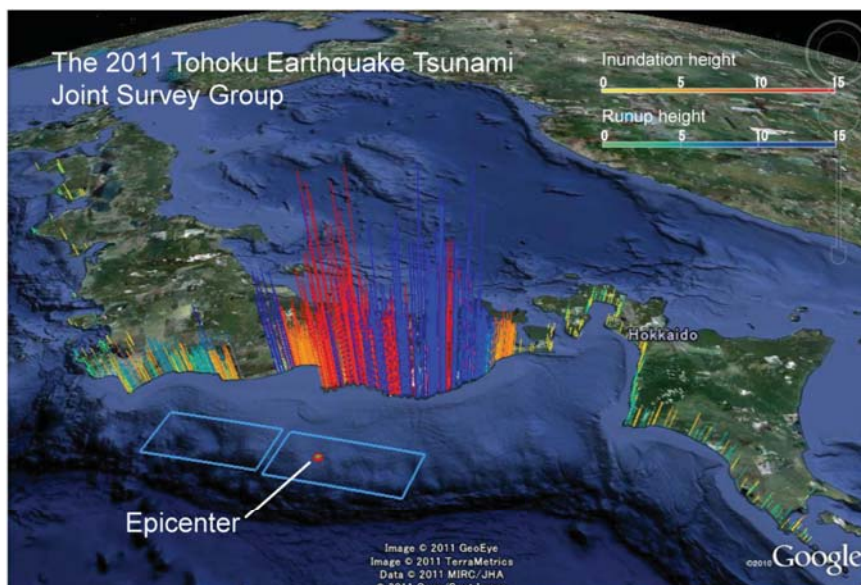 The 2011 Tohoku Earthquake Tsunami
Joint Survey Group
Inundation height
0 5 10 15
Runup height
0 5 10 15
Hokkaido
Epicenter
Image © 2011 GeoEye
Image © 2011 TerraMetrics
Data © 2011 MIRC/JHA
©2010 Google